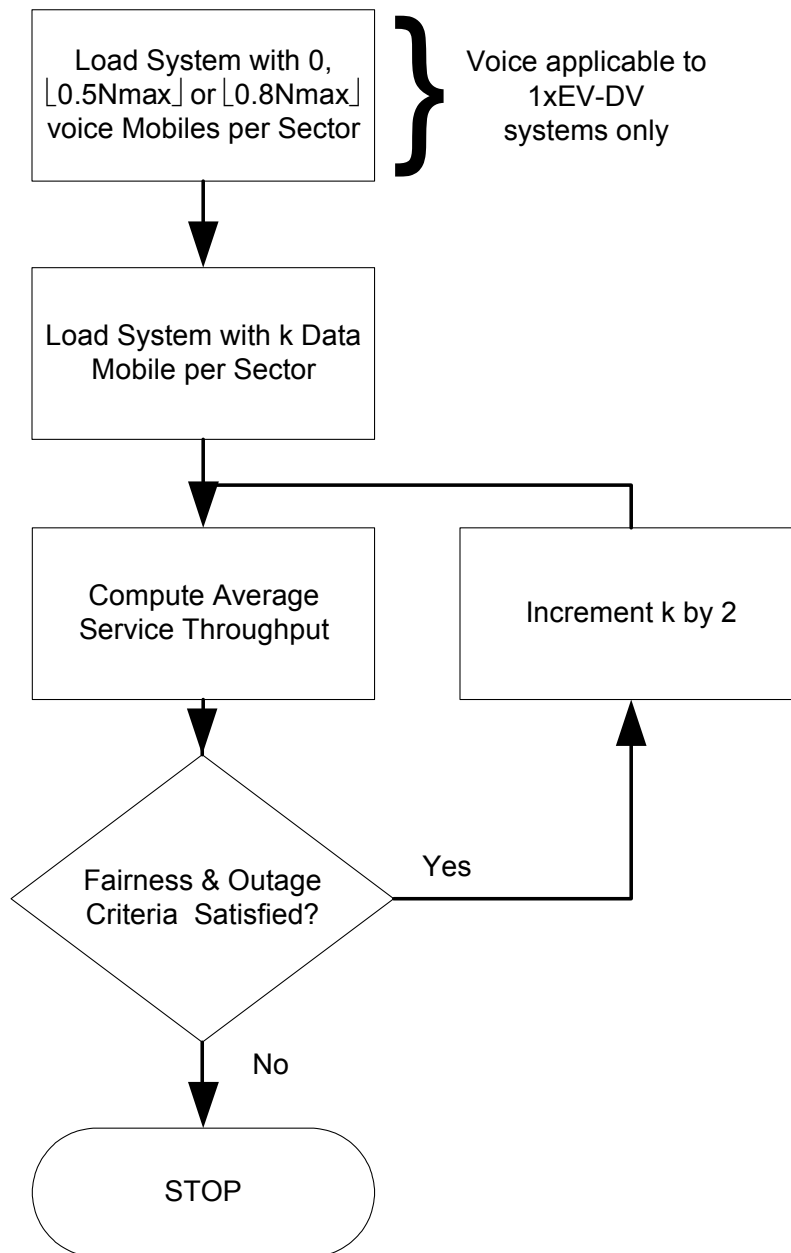 Load System with 0,
⌊0.5Nmax⌋ or ⌊0.8Nmax⌋
voice Mobiles per Sector
Voice applicable to
1xEV-DV
systems only
Load System with k Data
Mobile per Sector
Compute Average
Service Throughput
Increment k by 2
Fairness & Outage
Criteria Satisfied?
Yes
No
STOP